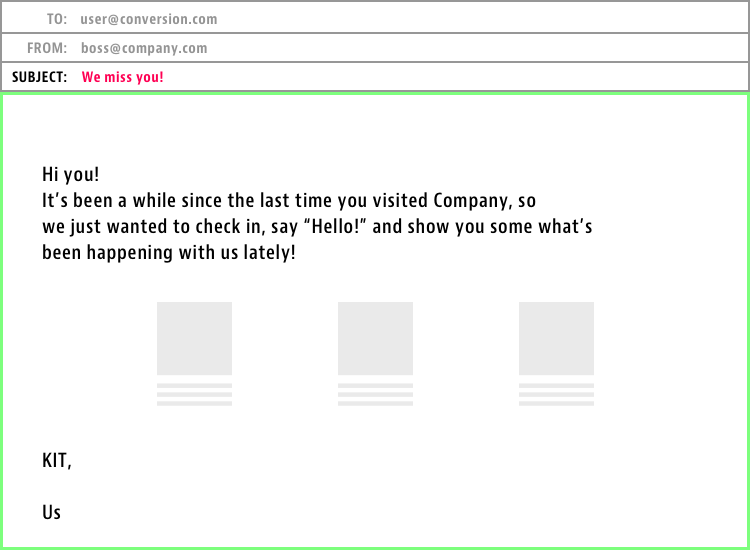 TO: user@conversion.com
FROM: boss@company.com
SUBJECT: We miss you!
Hi you!
It’s been a while since the last time you visited Company, so
we just wanted to check in, say “Hello!” and show you some what’s
been happening with us lately!
KIT,
Us